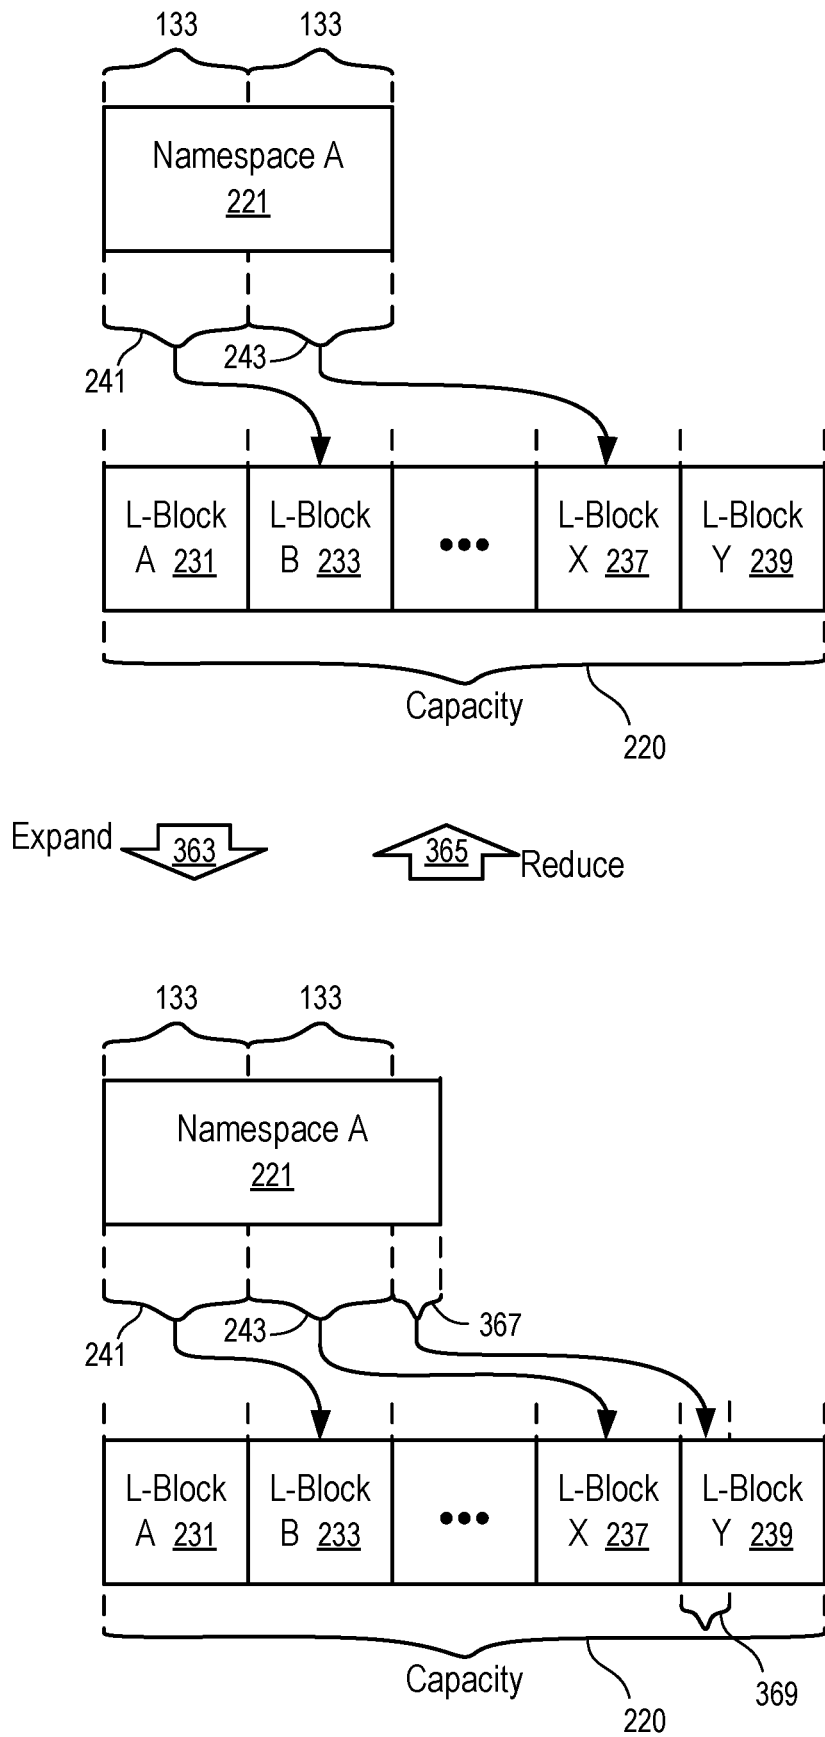 133 133
Namespace A
221
241 243
L-Block L-Block L-Block L-Block
A 231 B 233 ●●● X 237 Y 239
Capacity
220
Expand 363 365 Reduce
133 133
Namespace A
221
241 243 367
L-Block L-Block L-Block L-Block
A 231 B 233 ●●● X 237 Y 239
Capacity
220 369